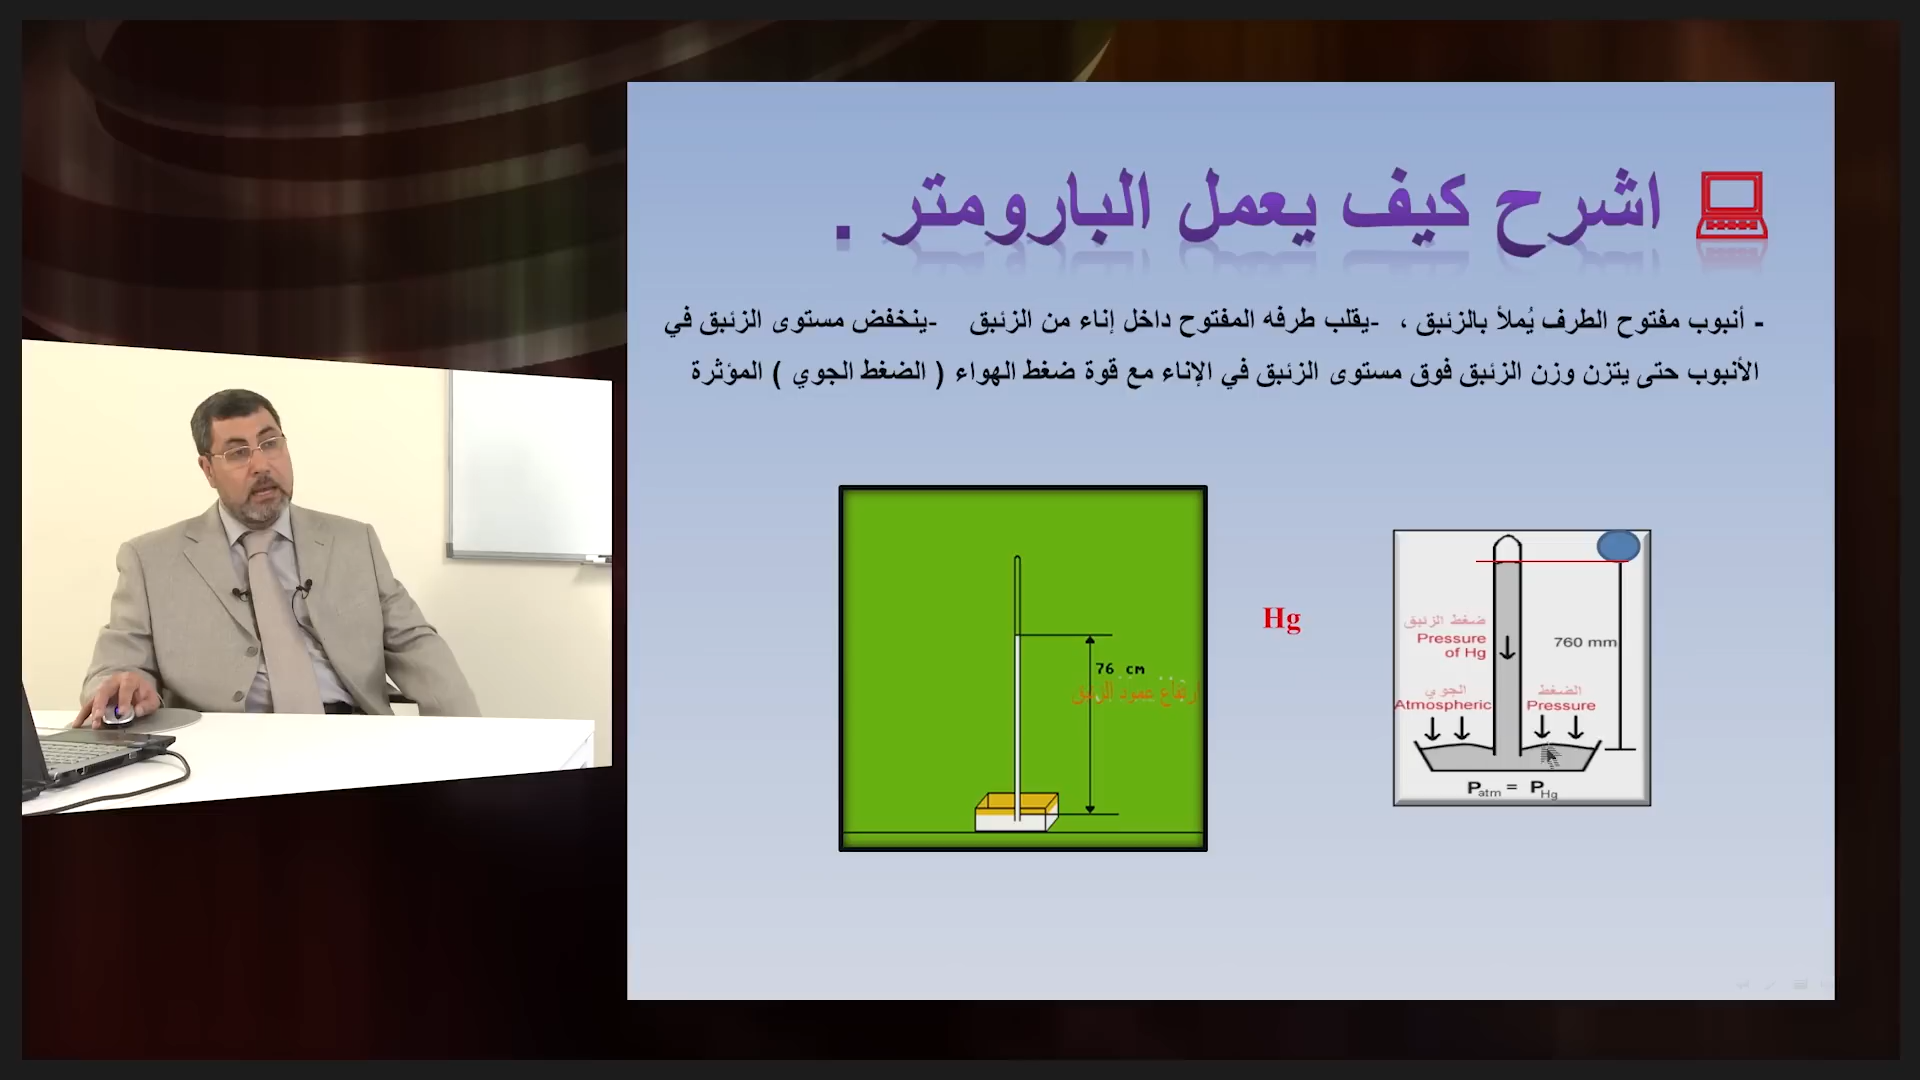 اشرح كيف يعمل البارومتر .
- أنبوب مفتوح الطرف يُملأ بالزئبق ، -يقلب طرفه المفتوح داخل إناء من الزئبق -ينخفض مستوى الزئبق في
الأنبوب حتى يتزن وزن الزئبق فوق مستوى الزئبق في الإناء مع قوة ضغط الهواء ( الضغط الجوي ) المؤثرة
76 cm
ارتفاع عمود الزئبق
Hg
ضغط الزئبق
Pressure
of Hg
760 mm
الجوي
Atmospheric
الضغط
Pressure
Patm = PHg